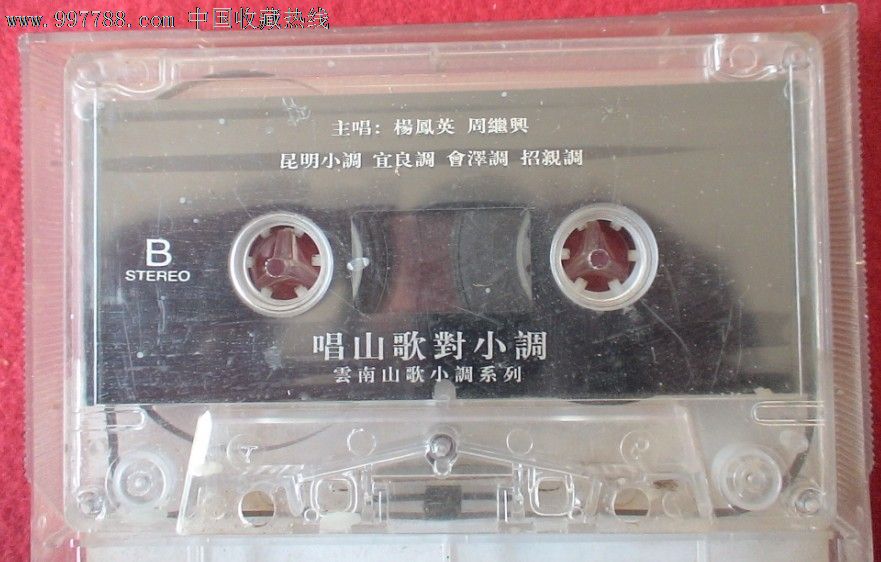 www.997788.com 中国收藏热线
主唱：楊鳳英 周繼興
昆明小調 宜良調 會澤調 招親調
B
STEREO
唱山歌對小調
雲南山歌小調系列